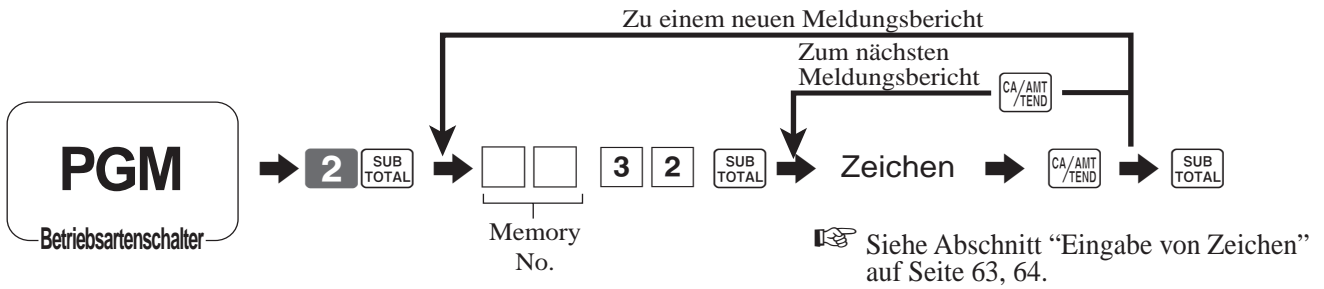 Zu einem neuen Meldungsbericht
Zum nächsten
Meldungsbericht
CA/AMT
/TEND
PGM
Betriebsartenschalter
2
SUB
TOTAL
3 2
SUB
TOTAL
Zeichen
CA/AMT
/TEND
SUB
TOTAL
Memory
No.
☞ Siehe Abschnitt “Eingabe von Zeichen”
auf Seite 63, 64.